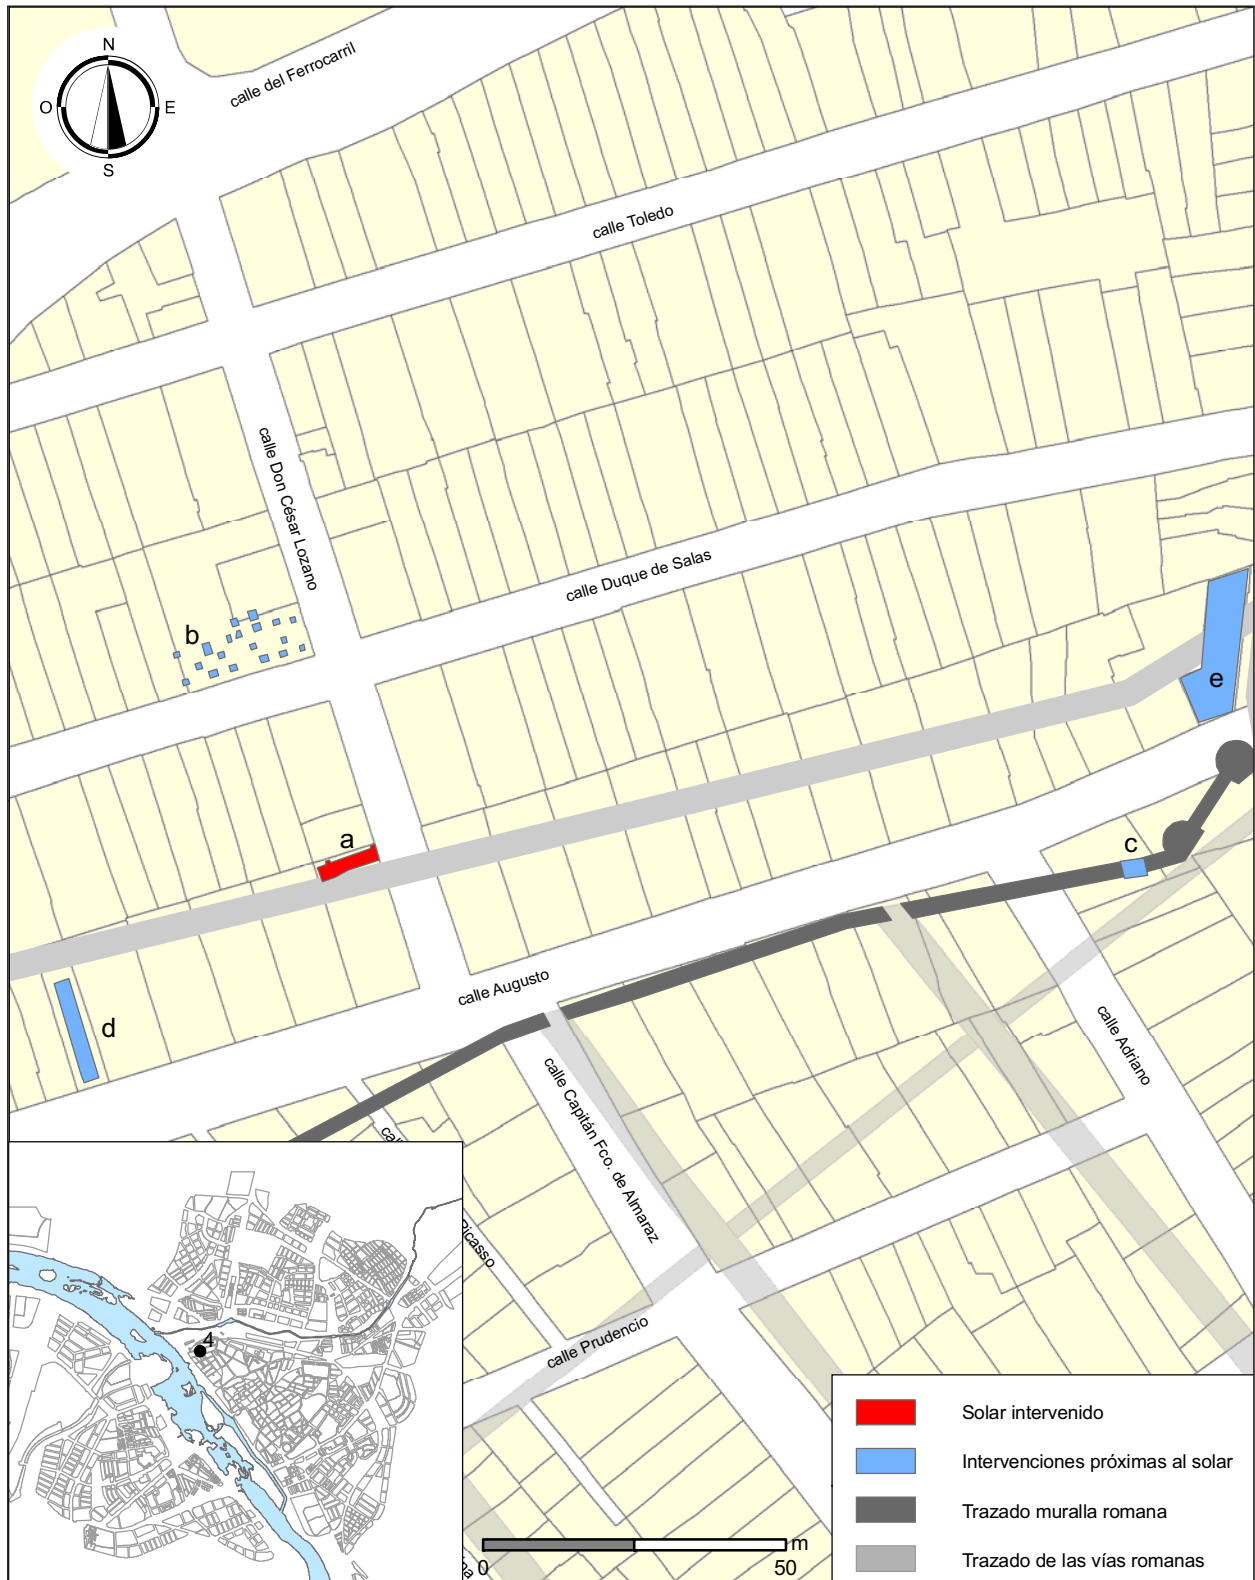 N
O
E
S
calle del Ferrocarril
calle Toledo
calle Don César Lozano
calle Duque de Salas
b
e
a
c
calle Augusto
d
calle Adriano
calle Capitán Fco. de Almaraz
Picasso
4
calle Prudencio
Solar intervenido
Intervenciones próximas al solar
Trazado muralla romana
m
0
50
Trazado de las vías romanas